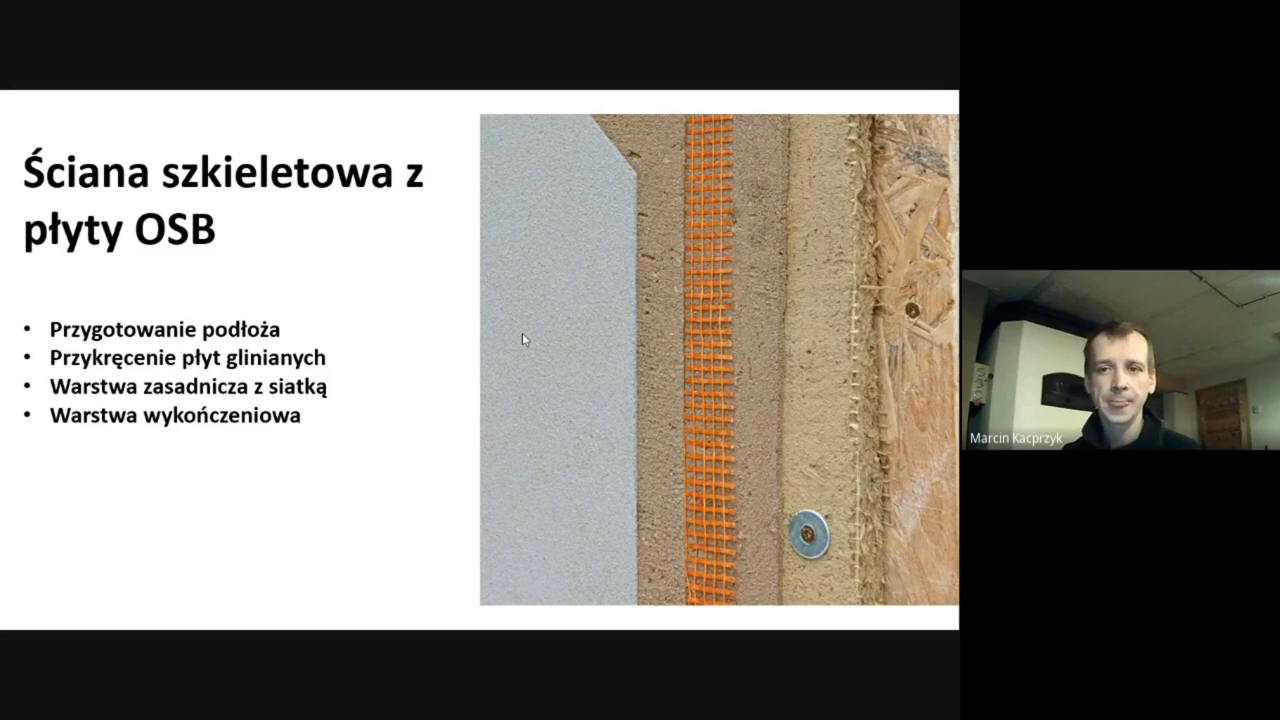 Ściana szkieletowa z
płyty OSB
• Przygotowanie podłoża
• Przykręcenie płyt glinianych
• Warstwa zasadnicza z siatką
• Warstwa wykończeniowa
Marcin Kacprzyk